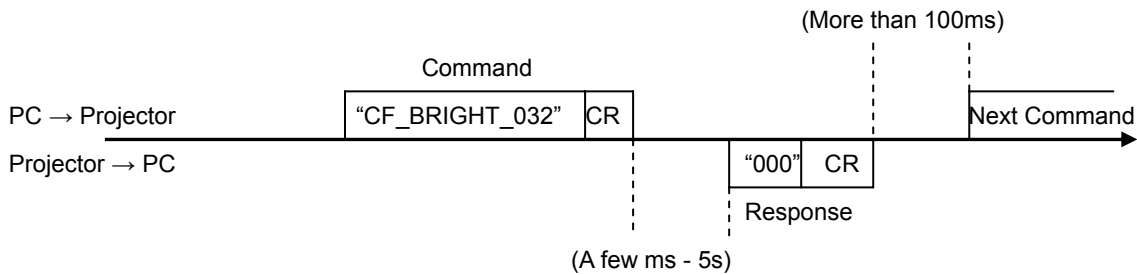 (More than 100ms)
Command
PC → Projector “CF_BRIGHT_032” CR Next Command
Projector → PC “000” CR
Response
(A few ms - 5s)